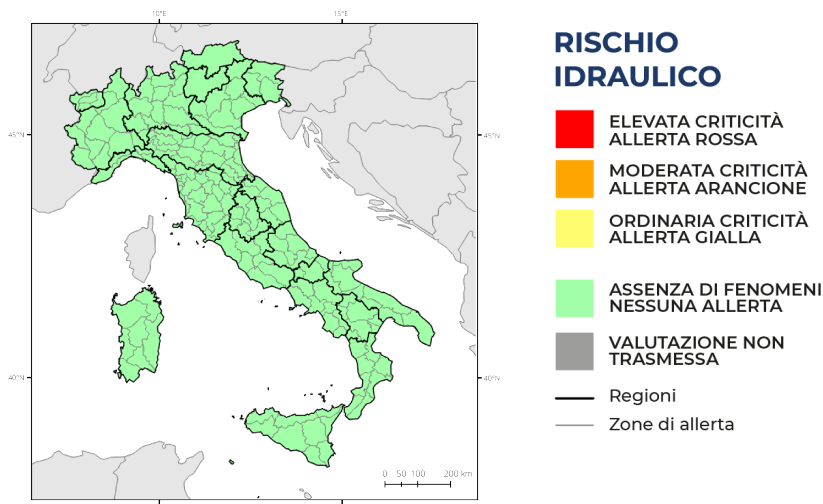 10°E
15°E
45°N
45°N
40°N
40°N
0 50 100 200 km
RISCHIO
IDRAULICO
ELEVATA CRITICITÀ
ALLERTA ROSSA
MODERATA CRITICITÀ
ALLERTA ARANCIONE
ORDINARIA CRITICITÀ
ALLERTA GIALLA
ASSENZA DI FENOMENI
NESSUNA ALLERTA
VALUTAZIONE NON
TRASMESSA
Regioni
Zone di allerta